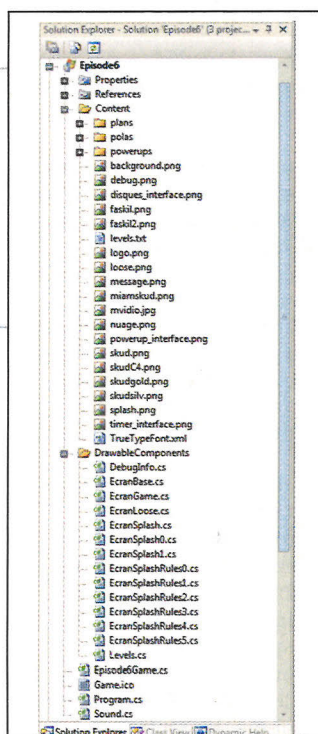 Solution Explorer - Solution 'Episode6' (3 projec...
Episode6
Properties
References
Content
plans
polas
powerups
background.png
debug.png
disques_interface.png
faskil.png
faskil2.png
levels.txt
logo.png
loose.png
message.png
miamskud.png
mvidio.jpg
nuage.png
powerup_interface.png
skud.png
skudC4.png
skudgold.png
skudsilv.png
splash.png
timer_interface.png
TrueTypeFont.xml
DrawableComponents
DebugInfo.cs
EcranBase.cs
EcranGame.cs
EcranLoose.cs
EcranSplash.cs
EcranSplash0.cs
EcranSplash1.cs
EcranSplashRules0.cs
EcranSplashRules1.cs
EcranSplashRules2.cs
EcranSplashRules3.cs
EcranSplashRules4.cs
EcranSplashRules5.cs
Levels.cs
Episode6Game.cs
Game.ico
Program.cs
Sound.cs
Solution Explorer Class View Dynamic Help